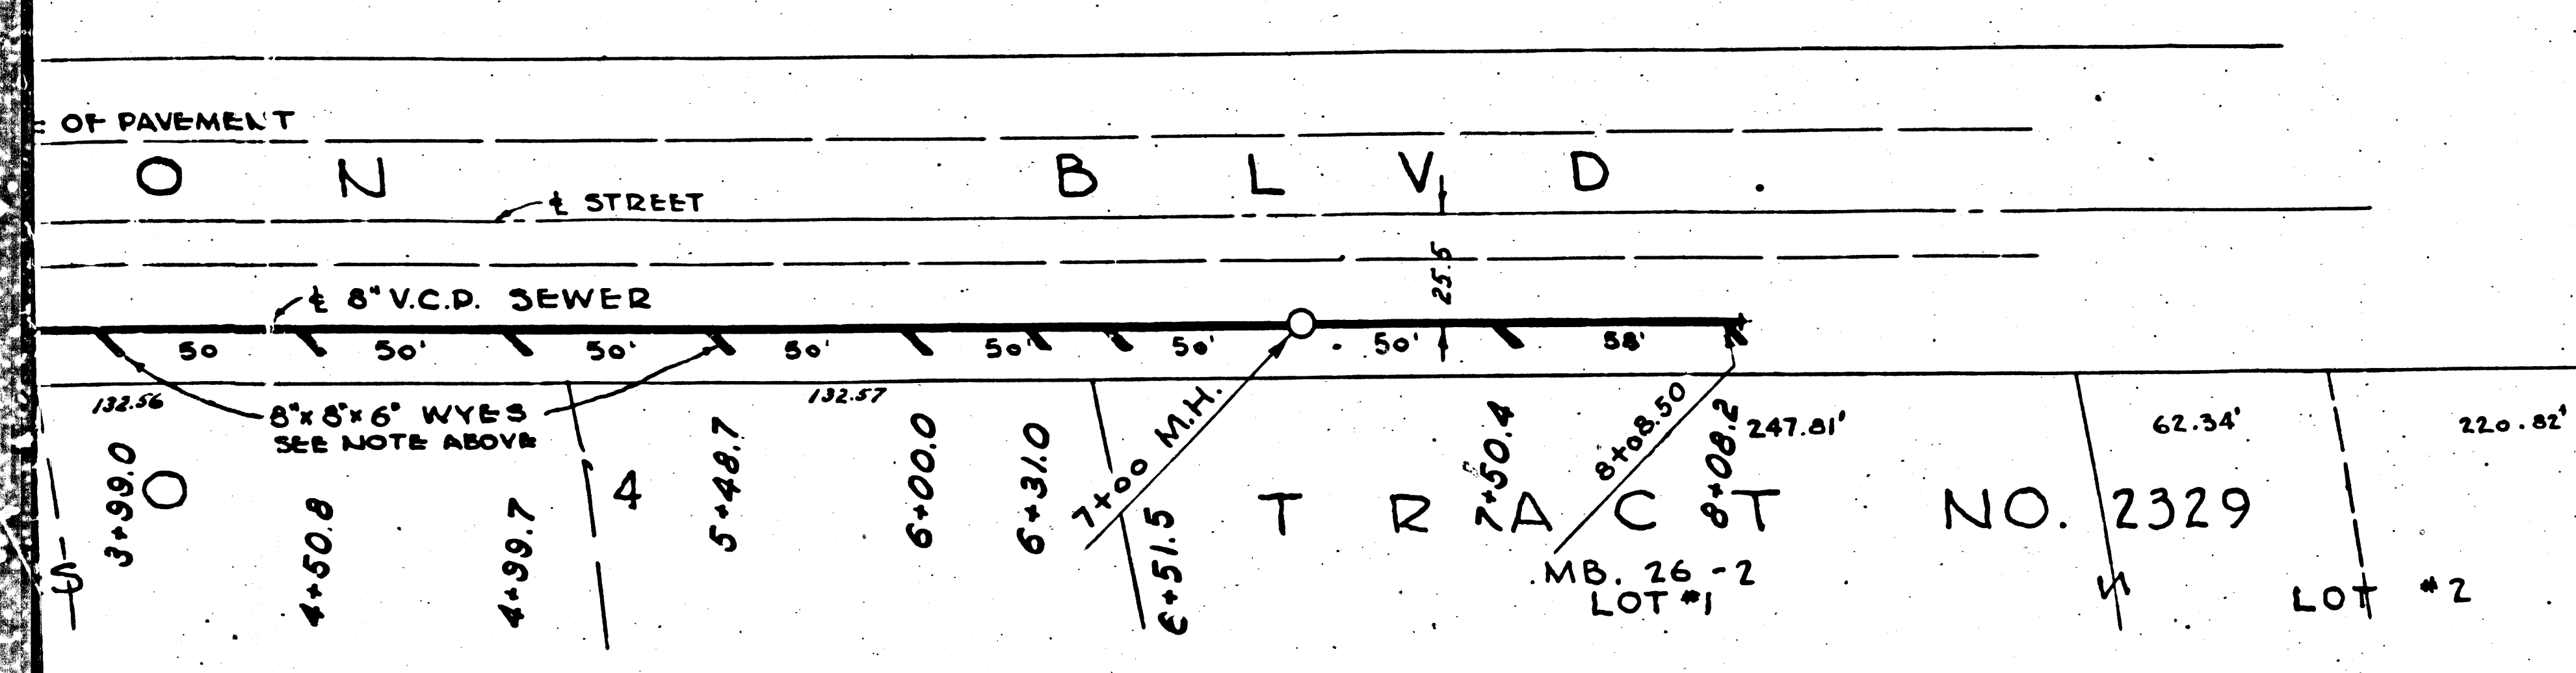 OF PAVEMENT
O N B L V D .
℄ STREET
25.5
℄ 8" V.C.P. SEWER
50 50' 50' 50' 50' 50' 50' 58'
132.56
132.57
8"x 8"x 6" WYES
SEE NOTE ABOVE
247.81'
62.34'
220.82'
3+99.0
4+50.8
4+99.7
5+48.7
6+00.0
6+31.0
6+51.5
7+00 M.H.
7+50.4
8+08.50
8+08.2
O
4
TRACT NO. 2329
MB. 26-2
LOT #1
LOT #2